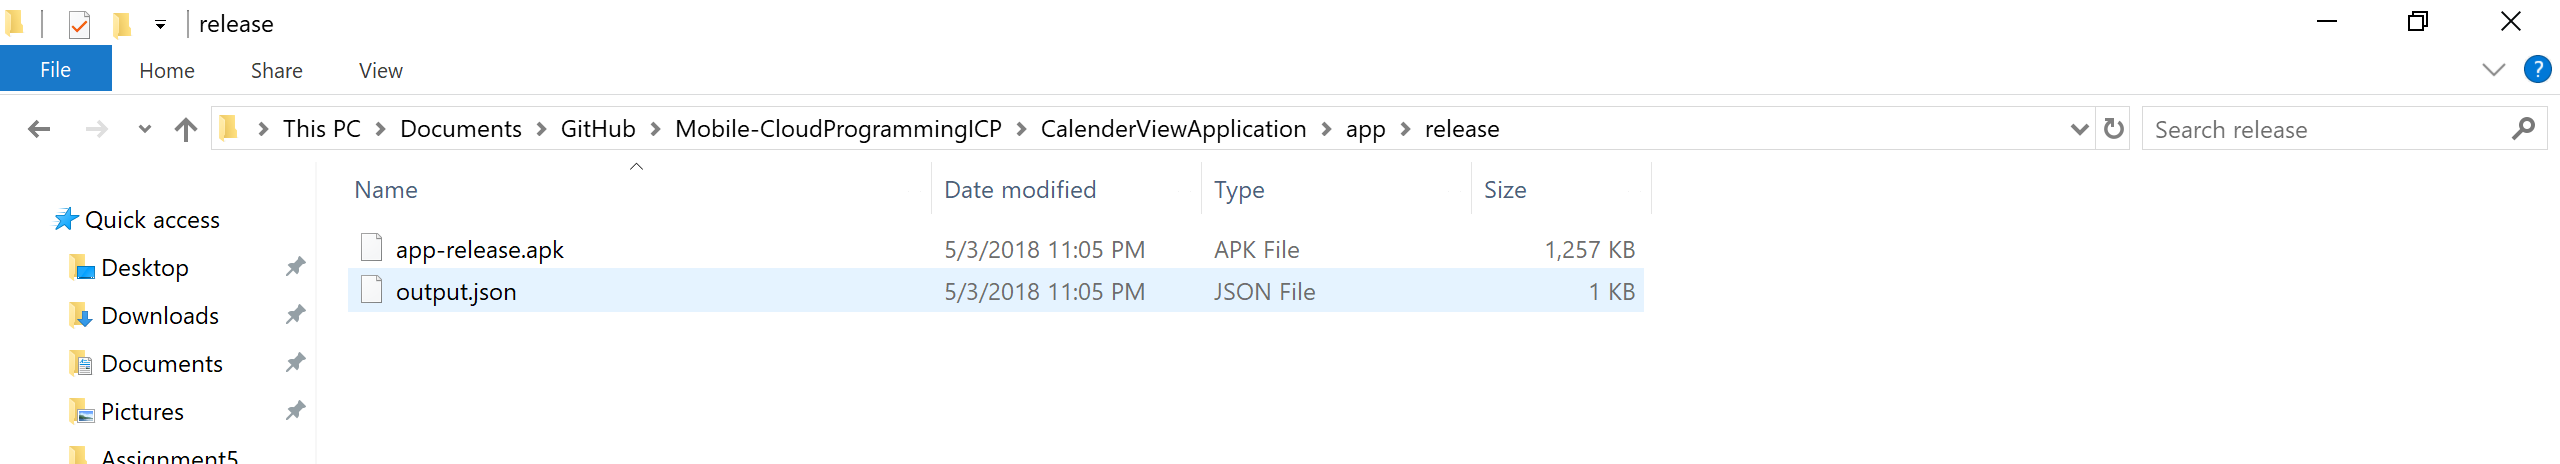 release
File Home Share View ?
This PC Documents GitHub Mobile-CloudProgrammingICP CalenderViewApplication app release Search release
Name Date modified Type Size
Quick access
app-release.apk 5/3/2018 11:05 PM APK File 1,257 KB
Desktop
output.json 5/3/2018 11:05 PM JSON File 1 KB
Downloads
Documents
Pictures
Assignment5